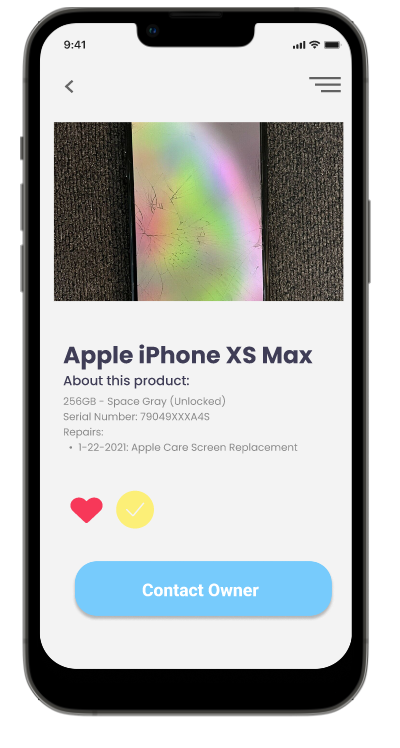 9:41
Apple iPhone XS Max
About this product:
256GB - Space Gray (Unlocked)
Serial Number: 79049XXXA4S
Repairs:
• 1-22-2021: Apple Care Screen Replacement
Contact Owner